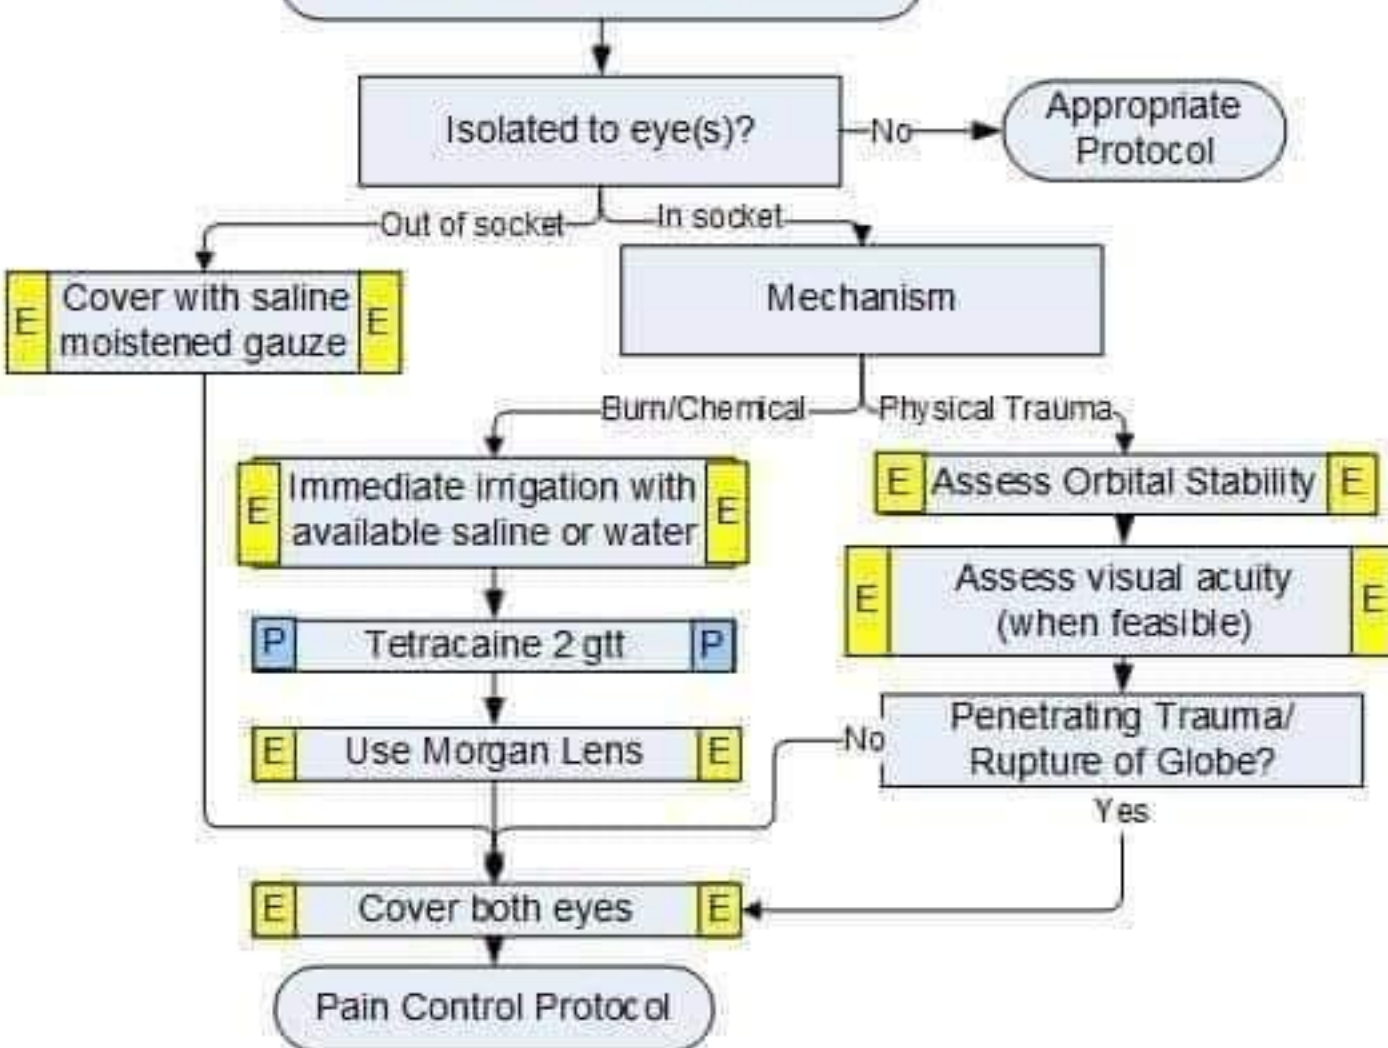 Isolated to eye(s)?
No
Appropriate
Protocol
Out of socket
In socket
E
Cover with saline
moistened gauze
E
Mechanism
Burn/Chemical
Physical Trauma
E
Immediate irrigation with
available saline or water
E
E
Assess Orbital Stability
E
E
Assess visual acuity
(when feasible)
E
P
Tetracaine 2 gtt
P
Penetrating Trauma/
Rupture of Globe?
No
Yes
E
Use Morgan Lens
E
E
Cover both eyes
E
Pain Control Protocol